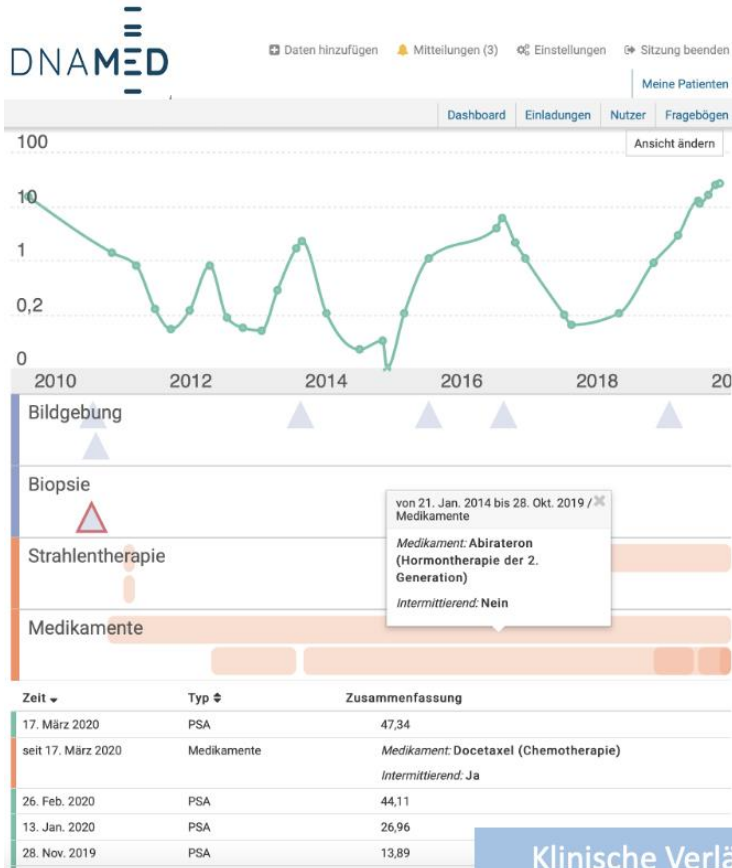 DNAMED
Daten hinzufügen Mitteilungen (3) Einstellungen Sitzung beenden
Meine Patienten
Dashboard Einladungen Nutzer Fragebögen
Ansicht ändern
100
10
1
0,2
0
2010 2012 2014 2016 2018 20
Bildgebung
Biopsie
von 21. Jan. 2014 bis 28. Okt. 2019 /
Medikamente
Medikament: Abirateron
(Hormontherapie der 2.
Generation)
Intermittierend: Nein
Strahlentherapie
Medikamente
Zeit Typ Zusammenfassung
17. März 2020 PSA 47,34
seit 17. März 2020 Medikamente Medikament: Docetaxel (Chemotherapie)
Intermittierend: Ja
26. Feb. 2020 PSA 44,11
13. Jan. 2020 PSA 26,96
28. Nov. 2019 PSA 13,89
Klinische Verlä